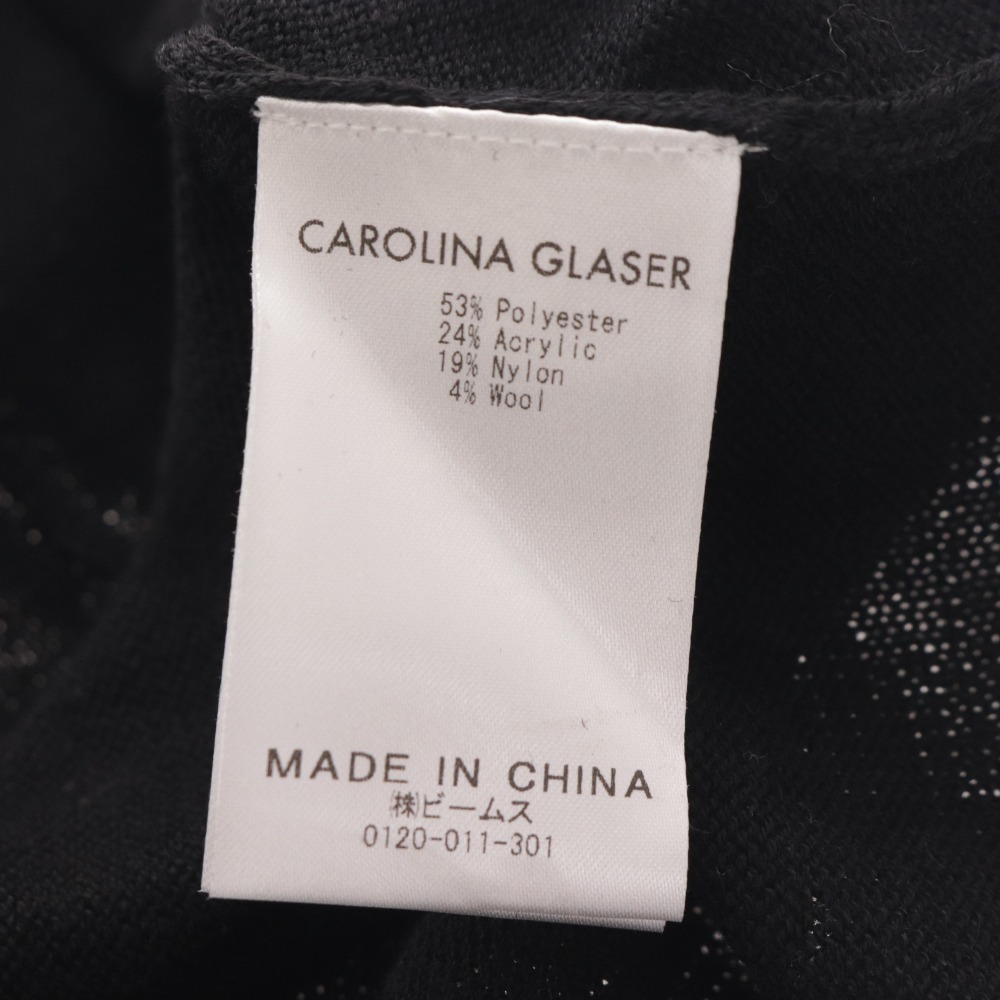 CAROLINA GLASER
53% Polyester
24% Acrylic
19% Nylon
4% Wool
MADE IN CHINA
㈱ビームス
0120-011-301